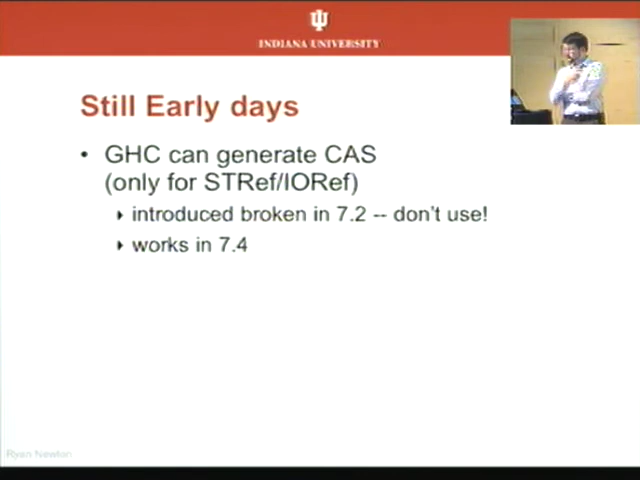 INDIANA UNIVERSITY
Still Early days
• GHC can generate CAS
(only for STRef/IORef)
‣ introduced broken in 7.2 -- don't use!
‣ works in 7.4
Ryan Newton